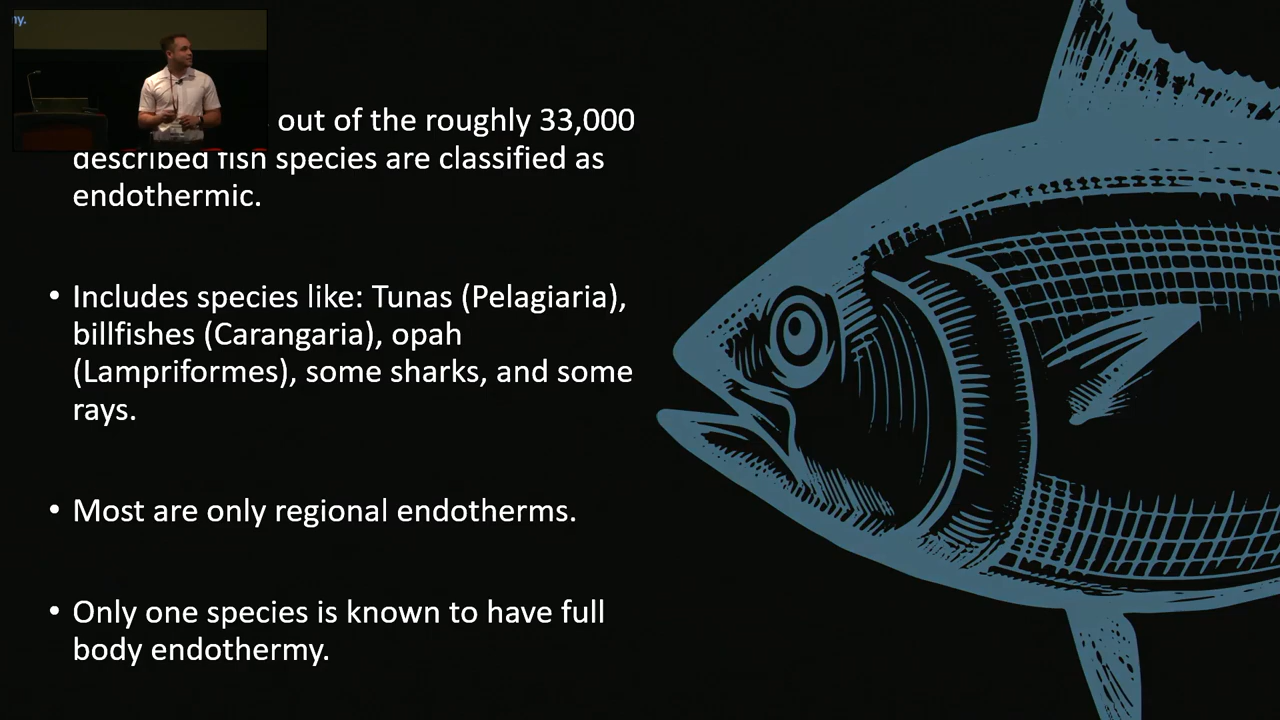 ny.
out of the roughly 33,000
described fish species are classified as
endothermic.
• Includes species like: Tunas (Pelagiaria),
billfishes (Carangaria), opah
(Lampriformes), some sharks, and some
rays.
• Most are only regional endotherms.
• Only one species is known to have full
body endothermy.